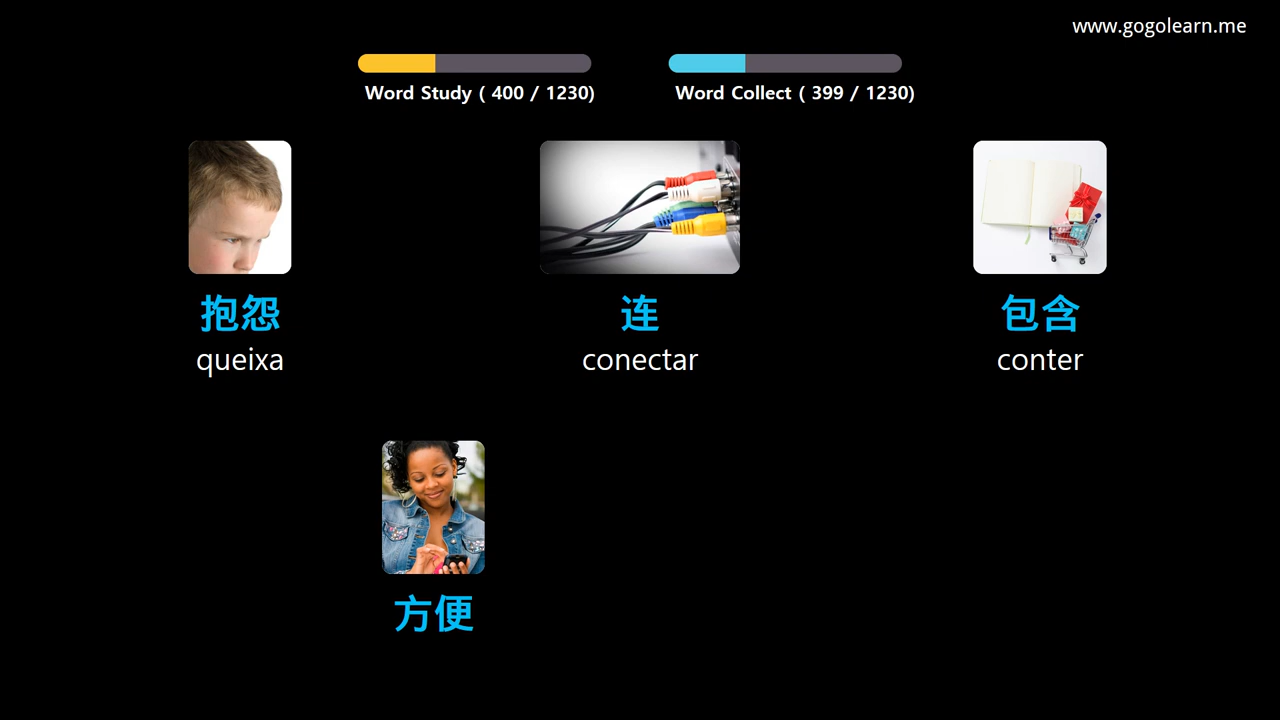 www.gogolearn.me
Word Study ( 400 / 1230)
Word Collect ( 399 / 1230)
抱怨
queixa
连
conectar
包含
conter
方便